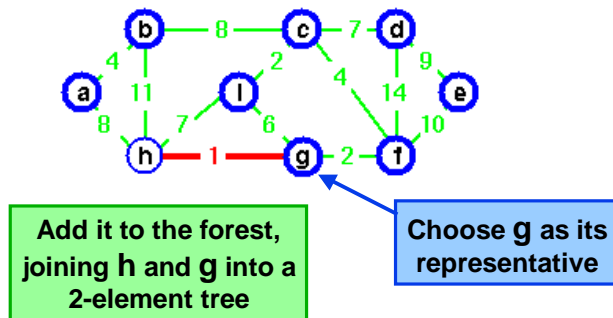 b 8 c 7 d
4 2 9
a 11 I 4 14 e
8 7 6 10
h 1 g 2 f
Add it to the forest,
joining h and g into a
2-element tree
Choose g as its
representative